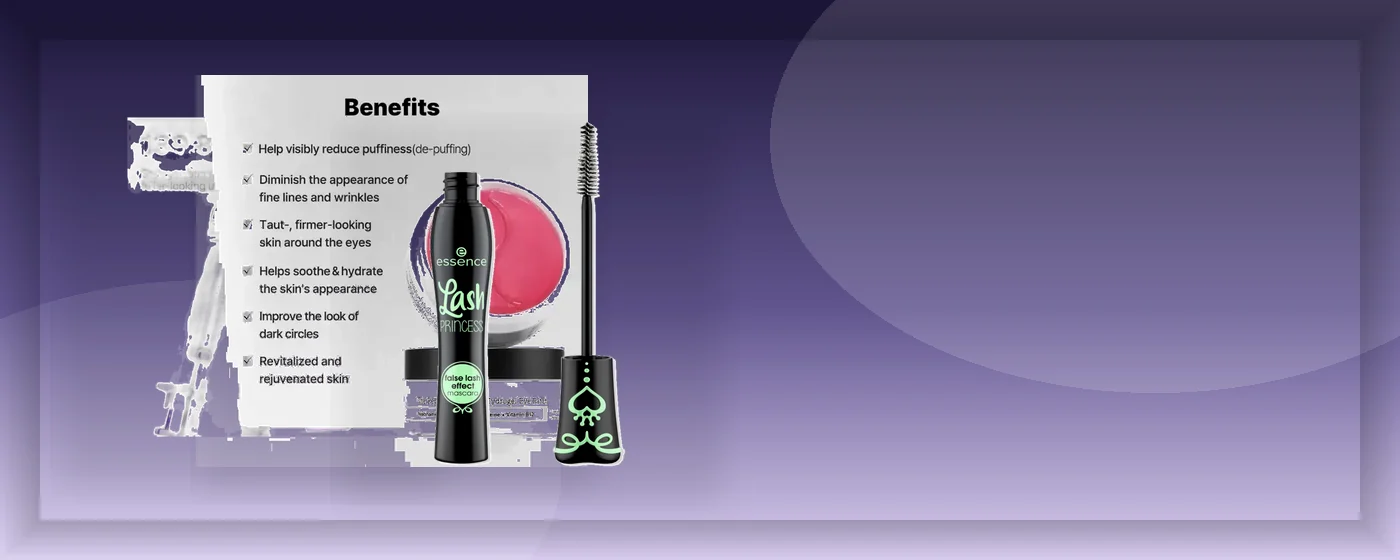 Benefits
Help visibly reduce puffiness(de-puffing)
Diminish the appearance of
fine lines and wrinkles
Taut-, firmer-looking
skin around the eyes
Helps soothe & hydrate
the skin's appearance
Improve the look of
dark circles
Revitalized and
rejuvenated skin
essence
Lash
PRINCESS
false lash
effect
mascara